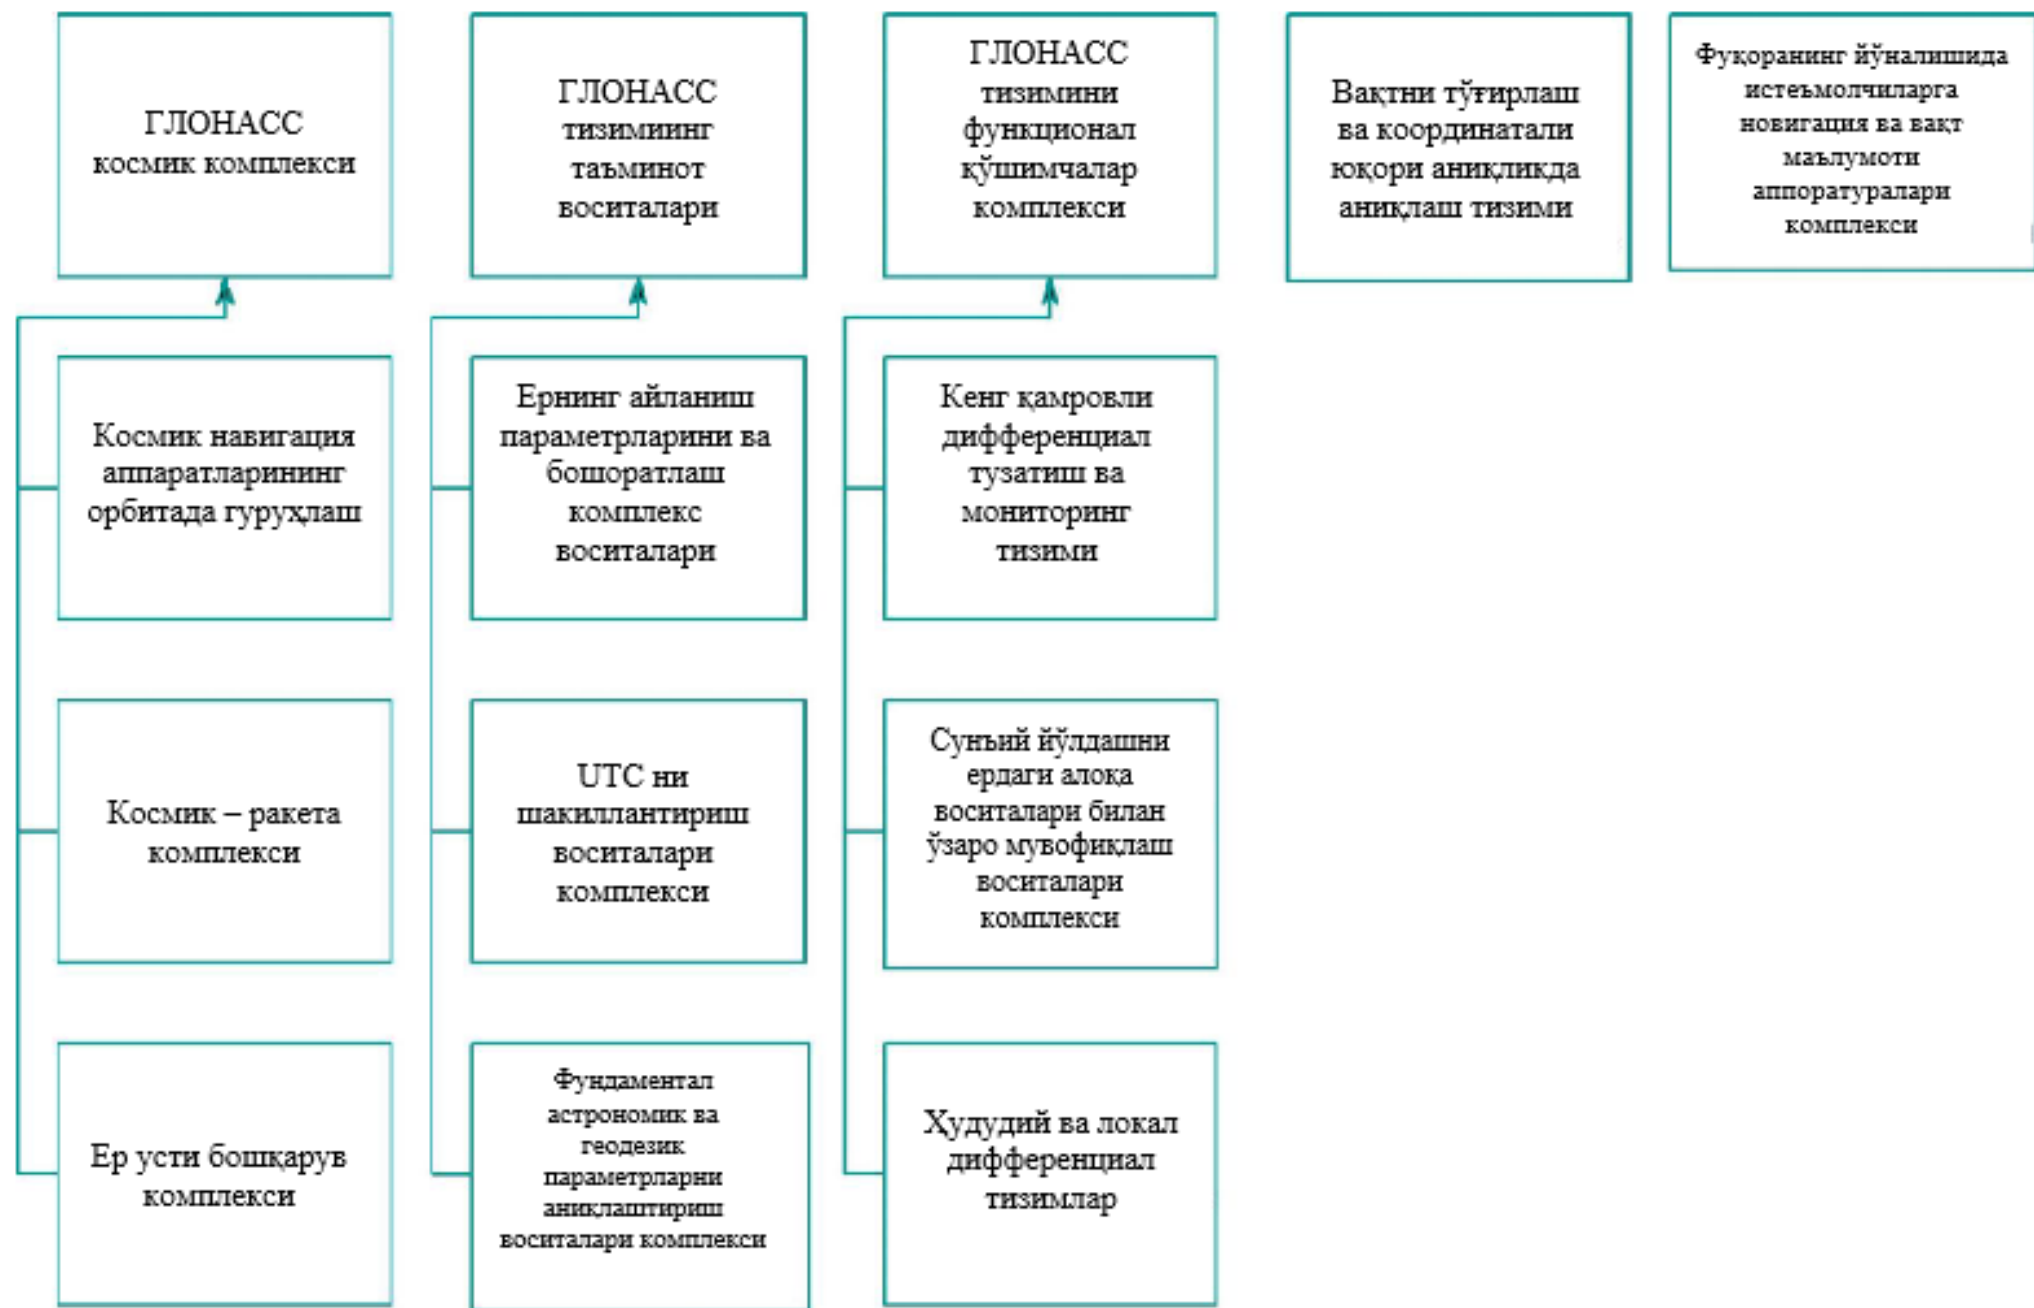 ГЛОНАСС
космик комплекси
ГЛОНАСС
тизимиинг
таъминот
воситалари
ГЛОНАСС
тизимини
функционал
қўшимчалар
комплекси
Вақтни тўғирлаш
ва координатали
юқори аниқликда
аниқлаш тизими
Фуқоранинг йўналишида
истеъмолчиларга
новигация ва вақт
маълумоти
аппоратуралари
комплекси
Космик навигация
аппаратларининг
орбитада гуруҳлаш
Ернинг айланиш
параметрларини ва
бошоратлаш
комплекс
воситалари
Кенг қамровли
дифференциал
тузатиш ва
мониторинг
тизими
Космик – ракета
комплекси
UTC ни
шакиллантириш
воситалари
комплекси
Сунъий йўлдашни
ердаги алоқа
воситалари билан
ўзаро мувофиқлаш
воситалари
комплекси
Ер усти бошқарув
комплекси
Фундаментал
астрономик ва
геодезик
параметрларни
аниқлаштириш
воситалари комплекси
Ҳудудий ва локал
дифференциал
тизимлар